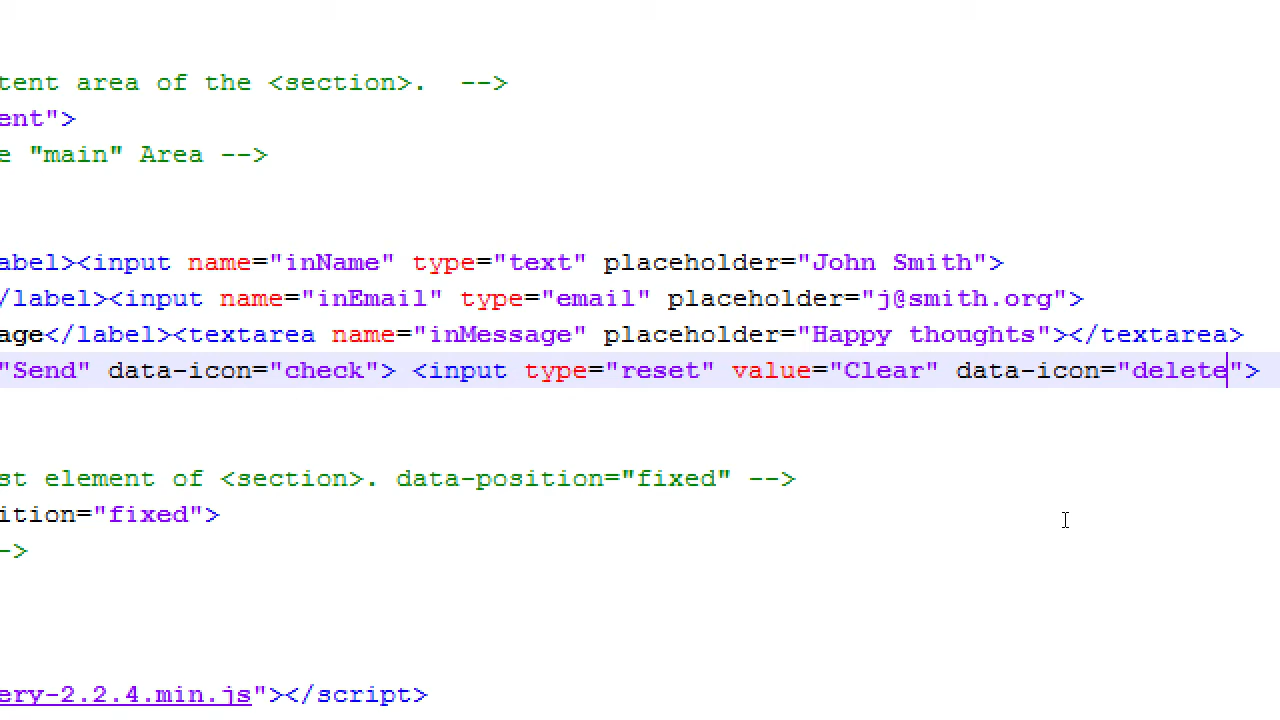 tent area of the <section>.  -->
ent">
e "main" Area -->
abel><input name="inName" type="text" placeholder="John Smith">
/label><input name="inEmail" type="email" placeholder="j@smith.org">
age</label><textarea name="inMessage" placeholder="Happy thoughts"></textarea>
"Send" data-icon="check"> <input type="reset" value="Clear" data-icon="delete">
st element of <section>. data-position="fixed" -->
ition="fixed">
->
ery-2.2.4.min.js"></script>